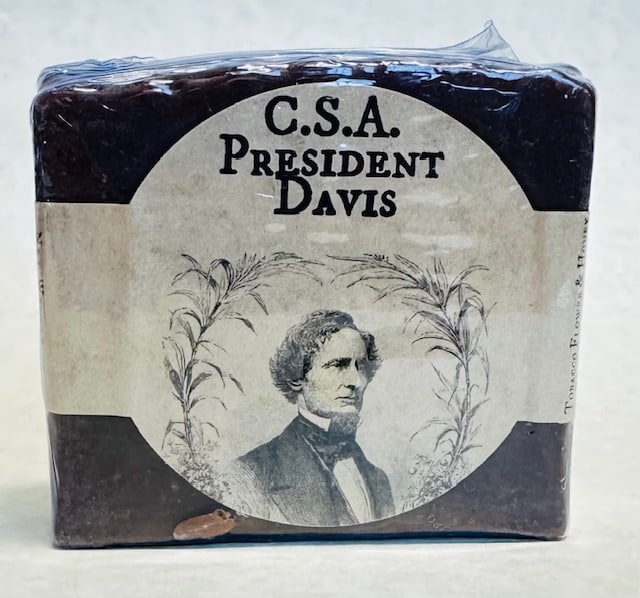 C.S.A.
PRESIDENT
DAVIS
TOBACCO FLOWER & HONEY